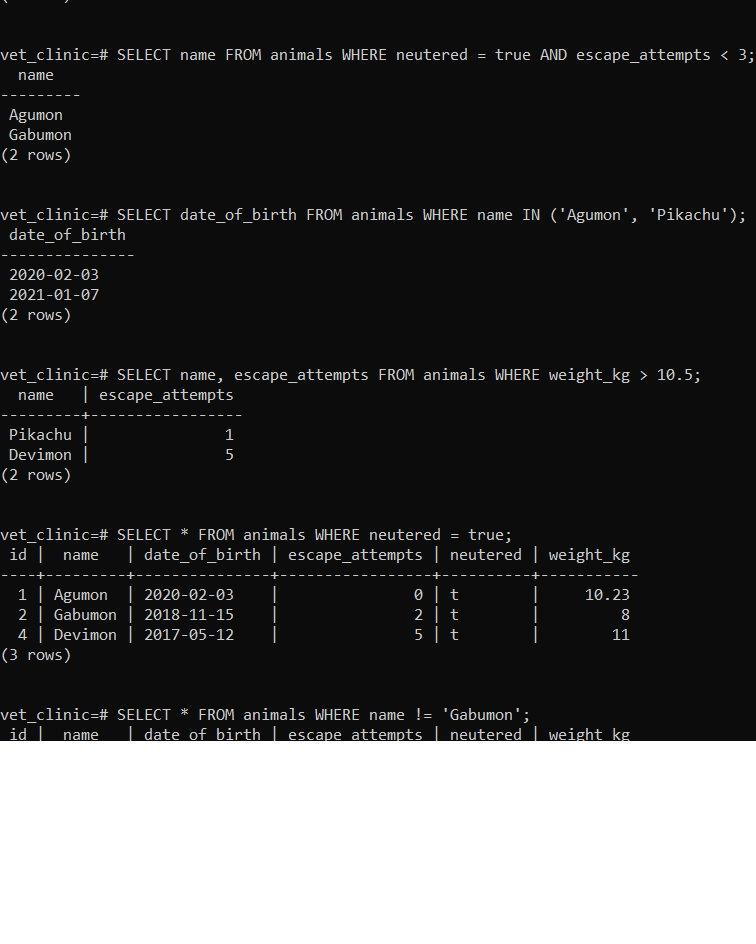 vet_clinic=# SELECT name FROM animals WHERE neutered = true AND escape_attempts < 3;
  name
---------
 Agumon
 Gabumon
(2 rows)
vet_clinic=# SELECT date_of_birth FROM animals WHERE name IN ('Agumon', 'Pikachu');
 date_of_birth
---------------
 2020-02-03
 2021-01-07
(2 rows)
vet_clinic=# SELECT name, escape_attempts FROM animals WHERE weight_kg > 10.5;
  name   | escape_attempts
---------+-----------------
 Pikachu |               1
 Devimon |               5
(2 rows)
vet_clinic=# SELECT * FROM animals WHERE neutered = true;
 id |  name   | date_of_birth | escape_attempts | neutered | weight_kg
----+---------+---------------+-----------------+----------+-----------
  1 | Agumon  | 2020-02-03    |               0 | t        |     10.23
  2 | Gabumon | 2018-11-15    |               2 | t        |         8
  4 | Devimon | 2017-05-12    |               5 | t        |        11
(3 rows)
vet_clinic=# SELECT * FROM animals WHERE name != 'Gabumon';
 id |  name   | date_of_birth | escape_attempts | neutered | weight_kg